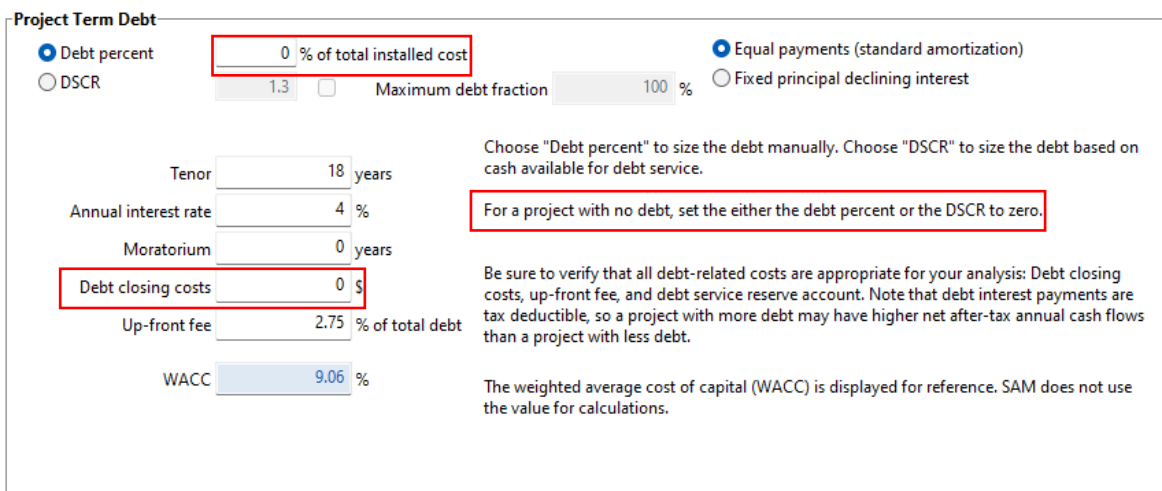 Project Term Debt
Debt percent 0 % of total installed cost
Equal payments (standard amortization)
DSCR 1.3 Maximum debt fraction 100 %
Fixed principal declining interest
Choose "Debt percent" to size the debt manually. Choose "DSCR" to size the debt based on
cash available for debt service.
Tenor 18 years
Annual interest rate 4 %
For a project with no debt, set the either the debt percent or the DSCR to zero.
Moratorium 0 years
Debt closing costs 0 $
Up-front fee 2.75 % of total debt
Be sure to verify that all debt-related costs are appropriate for your analysis: Debt closing
costs, up-front fee, and debt service reserve account. Note that debt interest payments are
tax deductible, so a project with more debt may have higher net after-tax annual cash flows
than a project with less debt.
WACC 9.06 %
The weighted average cost of capital (WACC) is displayed for reference. SAM does not use
the value for calculations.